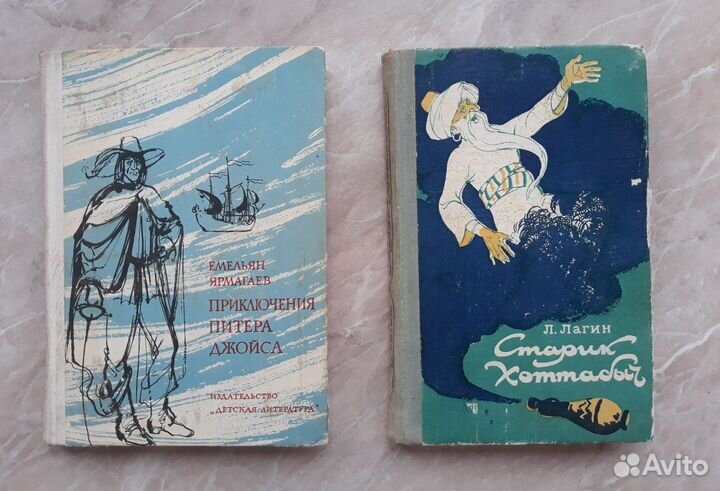 ЕМЕЛЬЯН
ЯРМАГАЕВ
ПРИКЛЮЧЕНИЯ
ПИТЕРА
ДЖОЙСА
ИЗДАТЕЛЬСТВО
„ДЕТСКАЯ ЛИТЕРАТУРА"
Л. Лагин
Старик
Хоттабыч
Avito